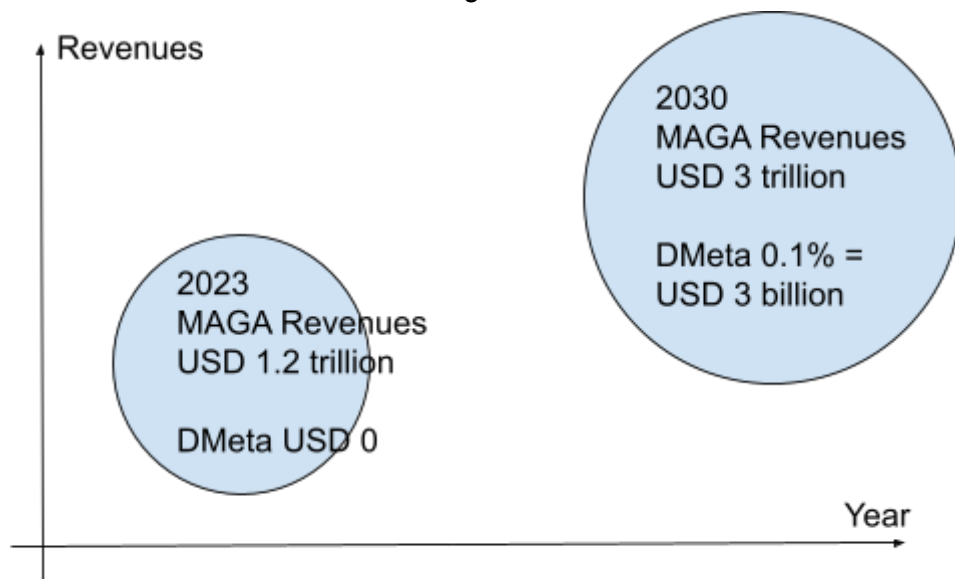 Revenues
2030
MAGA Revenues
USD 3 trillion
DMeta 0.1% =
USD 3 billion
2023
MAGA Revenues
USD 1.2 trillion
DMeta USD 0
Year